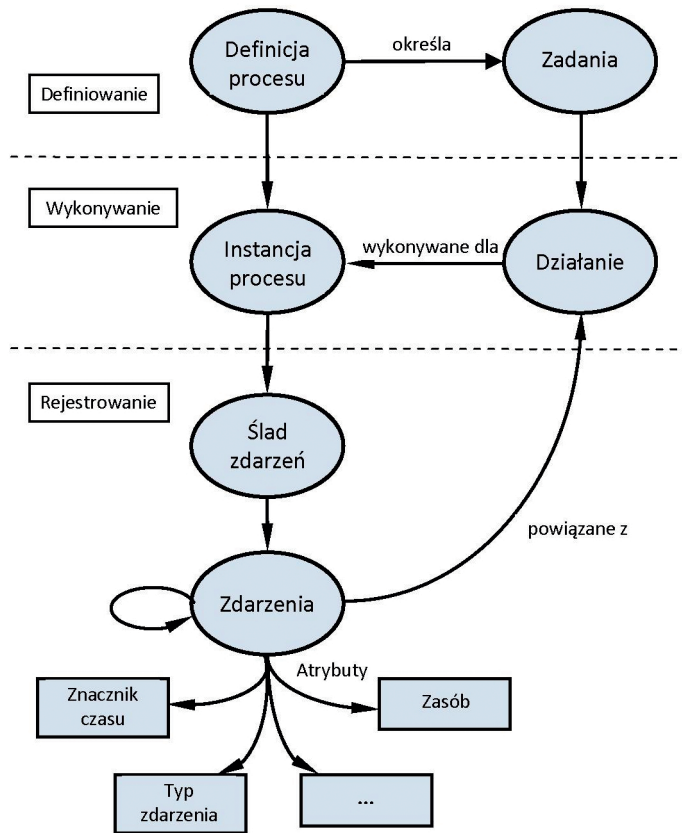 Definicja
procesu
określa
Zadania
Definiowanie
Wykonywanie
Instancja
procesu
wykonywane dla
Działanie
Rejestrowanie
Ślad
zdarzeń
powiązane z
Zdarzenia
Atrybuty
Znacznik
czasu
Zasób
Typ
zdarzenia
...